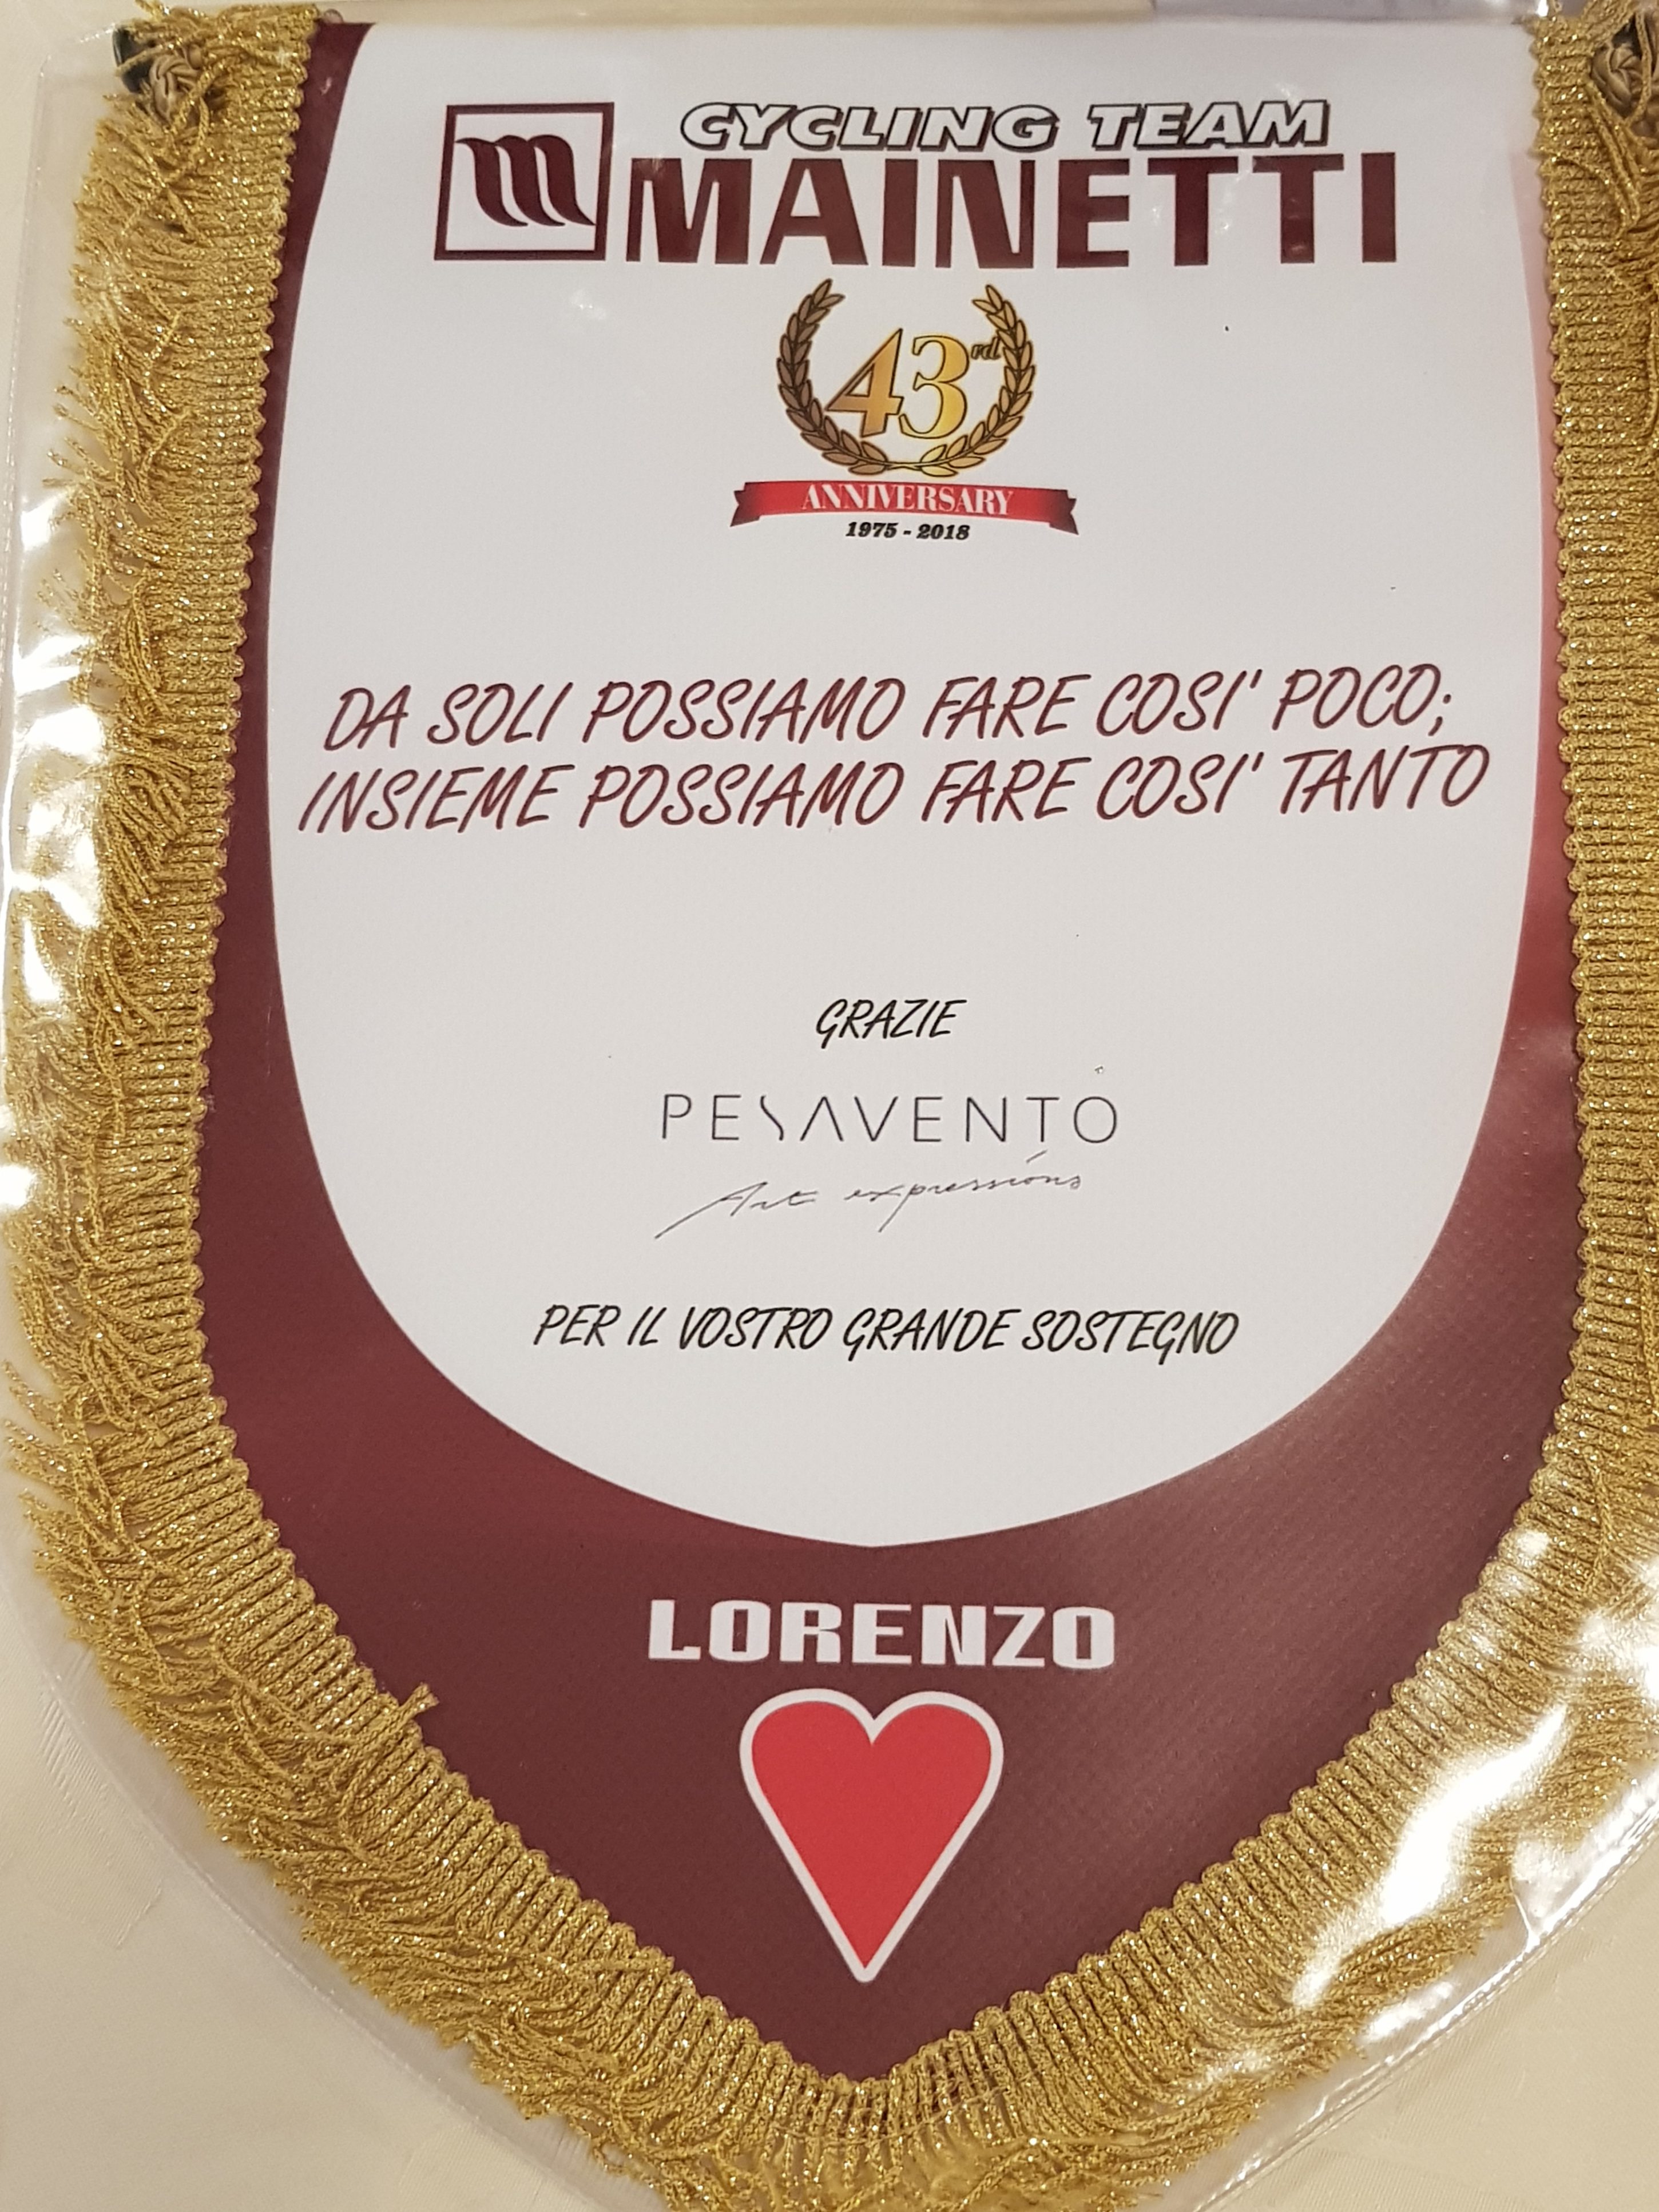 CYCLING TEAM
m MAINETTI
43rd
ANNIVERSARY
1975 - 2018
DA SOLI POSSIAMO FARE COSI' POCO;
INSIEME POSSIAMO FARE COSI' TANTO
GRAZIE
PESAVENTO
Art expressions
PER IL VOSTRO GRANDE SOSTEGNO
LORENZO